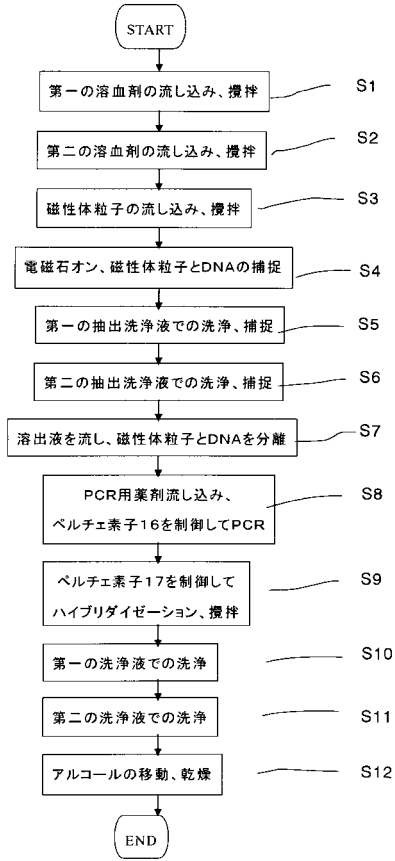 START
第一の溶血剤の流し込み、攪拌
S1
第二の溶血剤の流し込み、攪拌
S2
磁性体粒子の流し込み、攪拌
S3
電磁石オン、磁性体粒子とDNAの捕捉
S4
第一の抽出洗浄液での洗浄、捕捉
S5
第二の抽出洗浄液での洗浄、捕捉
S6
溶出液を流し、磁性体粒子とDNAを分離
S7
PCR用薬剤流し込み、
ペルチェ素子16を制御してPCR
S8
ペルチェ素子17を制御して
ハイブリダイゼーション、攪拌
S9
第一の洗浄液での洗浄
S10
第二の洗浄液での洗浄
S11
アルコールの移動、乾燥
S12
END